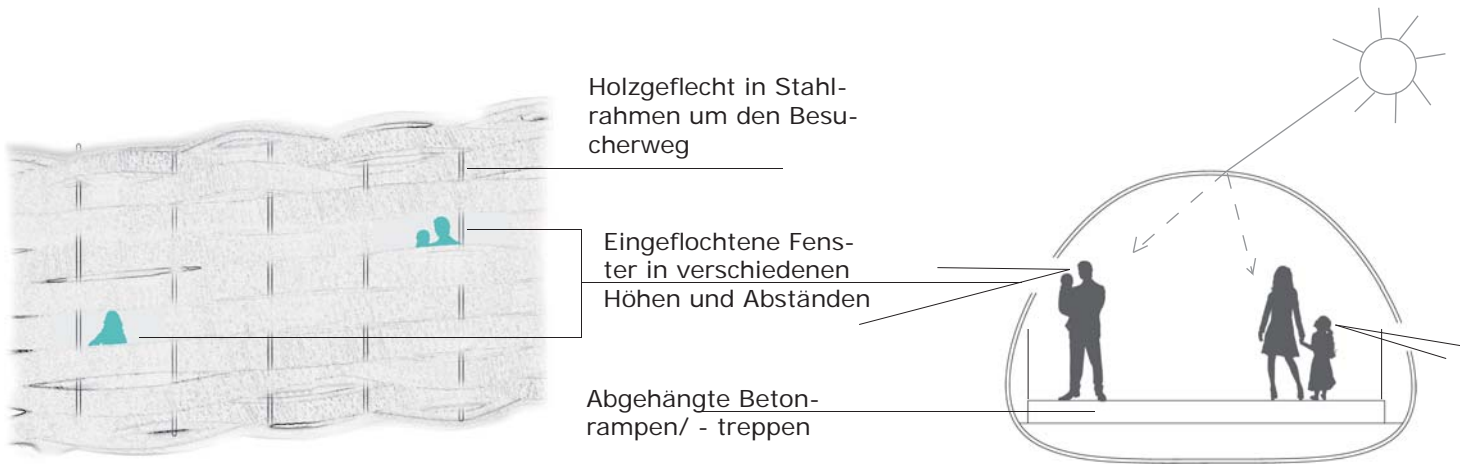 Holzgeflecht in Stahl-
rahmen um den Besu-
cherweg
Eingeflochtene Fens-
ter in verschiedenen
Höhen und Abständen
Abgehängte Beton-
rampen/ - treppen